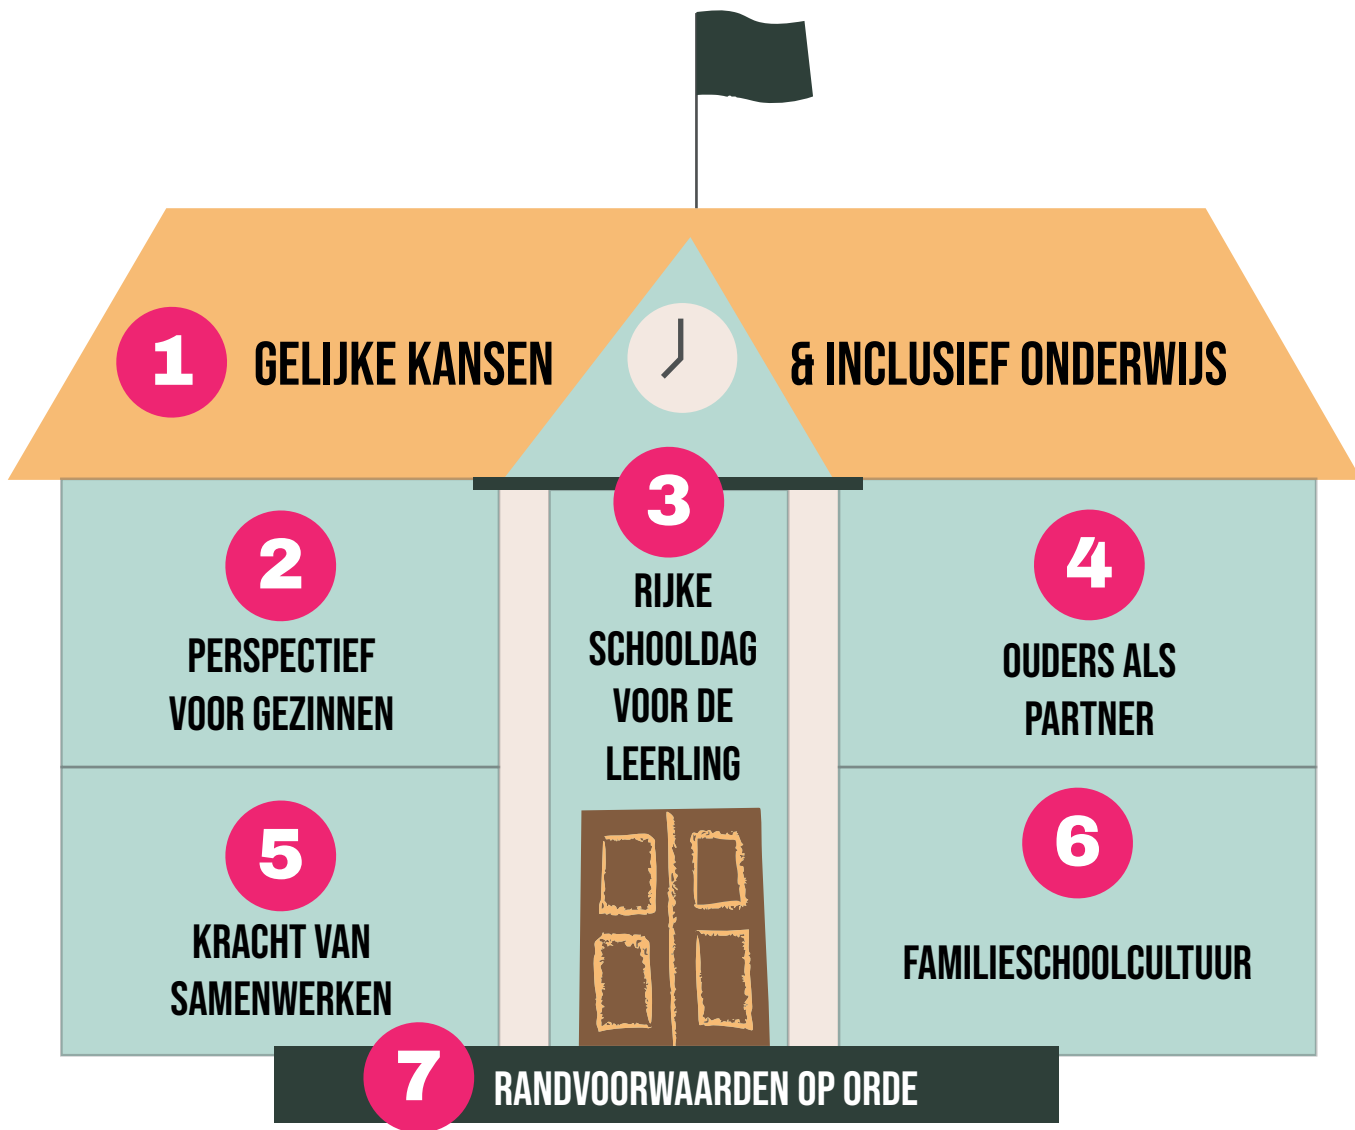 1 GELIJKE KANSEN & INCLUSIEF ONDERWIJS
2
PERSPECTIEF
VOOR GEZINNEN
3
RIJKE
SCHOOLDAG
VOOR DE
LEERLING
4
OUDERS ALS
PARTNER
5
KRACHT VAN
SAMENWERKEN
6
FAMILIESCHOOLCULTUUR
7 RANDVOORWAARDEN OP ORDE